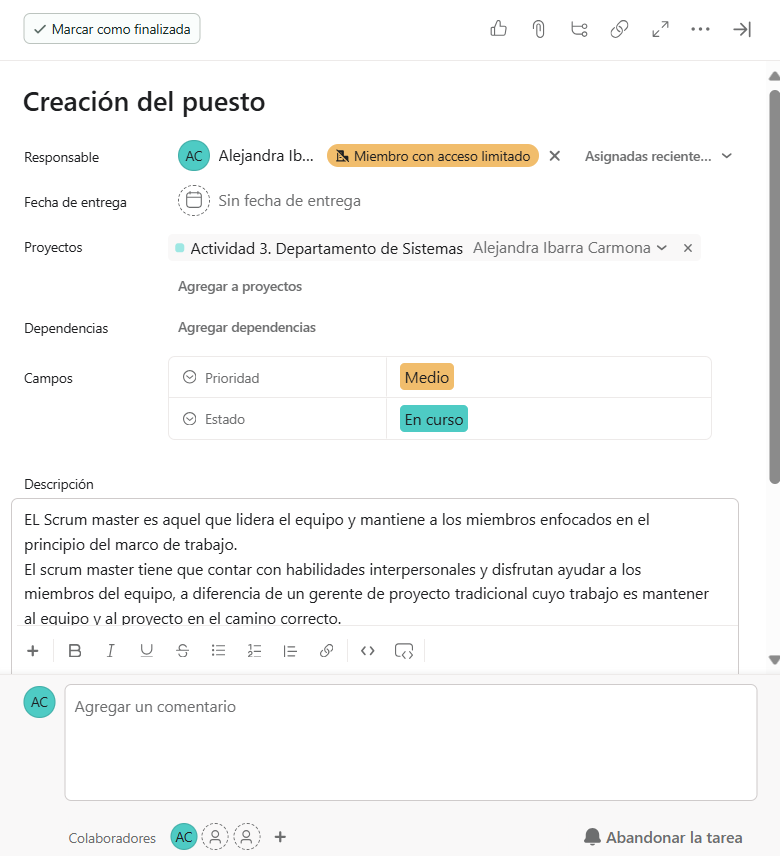 Marcar como finalizada
Creación del puesto
Responsable
AC
Alejandra Ib...
Miembro con acceso limitado
Asignadas reciente...
Fecha de entrega
Sin fecha de entrega
Proyectos
Actividad 3. Departamento de Sistemas
Alejandra Ibarra Carmona
Agregar a proyectos
Dependencias
Agregar dependencias
Campos
Prioridad
Medio
Estado
En curso
Descripción
EL Scrum master es aquel que lidera el equipo y mantiene a los miembros enfocados en el
principio del marco de trabajo.
El scrum master tiene que contar con habilidades interpersonales y disfrutan ayudar a los
miembros del equipo, a diferencia de un gerente de proyecto tradicional cuyo trabajo es mantener
al equipo y al proyecto en el camino correcto.
AC
Agregar un comentario
Colaboradores
AC
Abandonar la tarea